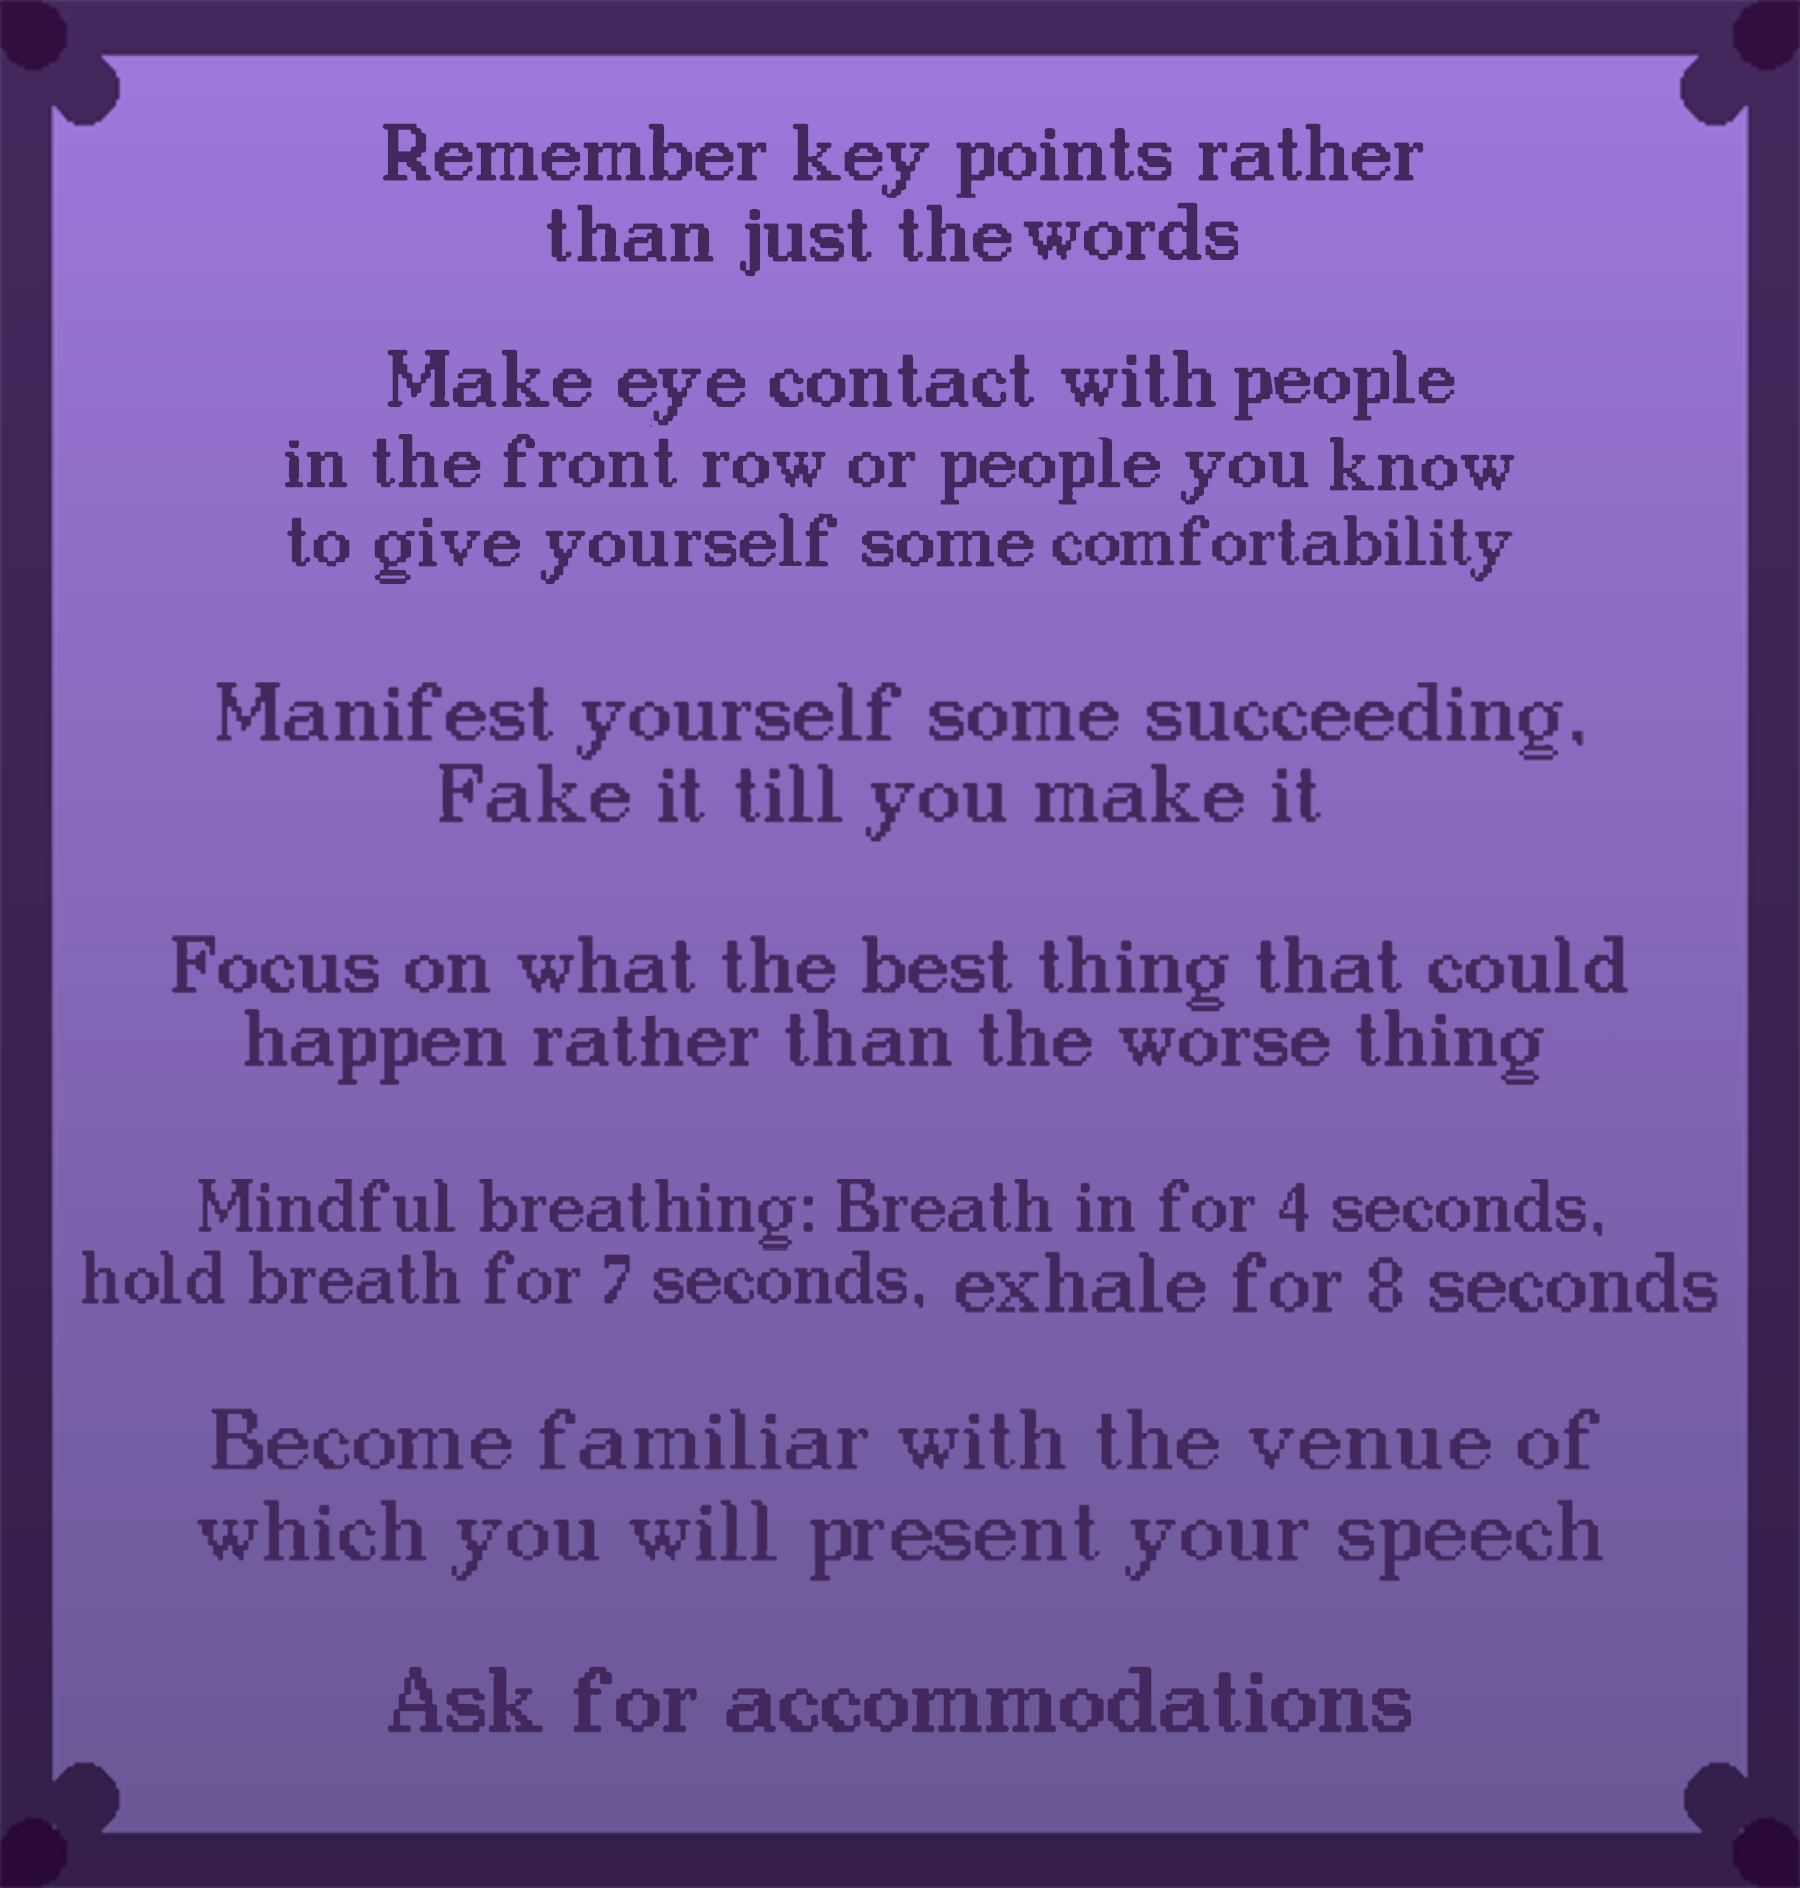 Remember key points rather
than just the words
Make eye contact with people
in the front row or people you know
to give yourself some comfortability
Manifest yourself some succeeding,
Fake it till you make it
Focus on what the best thing that could
happen rather than the worse thing
Mindful breathing: Breath in for 4 seconds,
hold breath for 7 seconds, exhale for 8 seconds
Become familiar with the venue of
which you will present your speech
Ask for accommodations